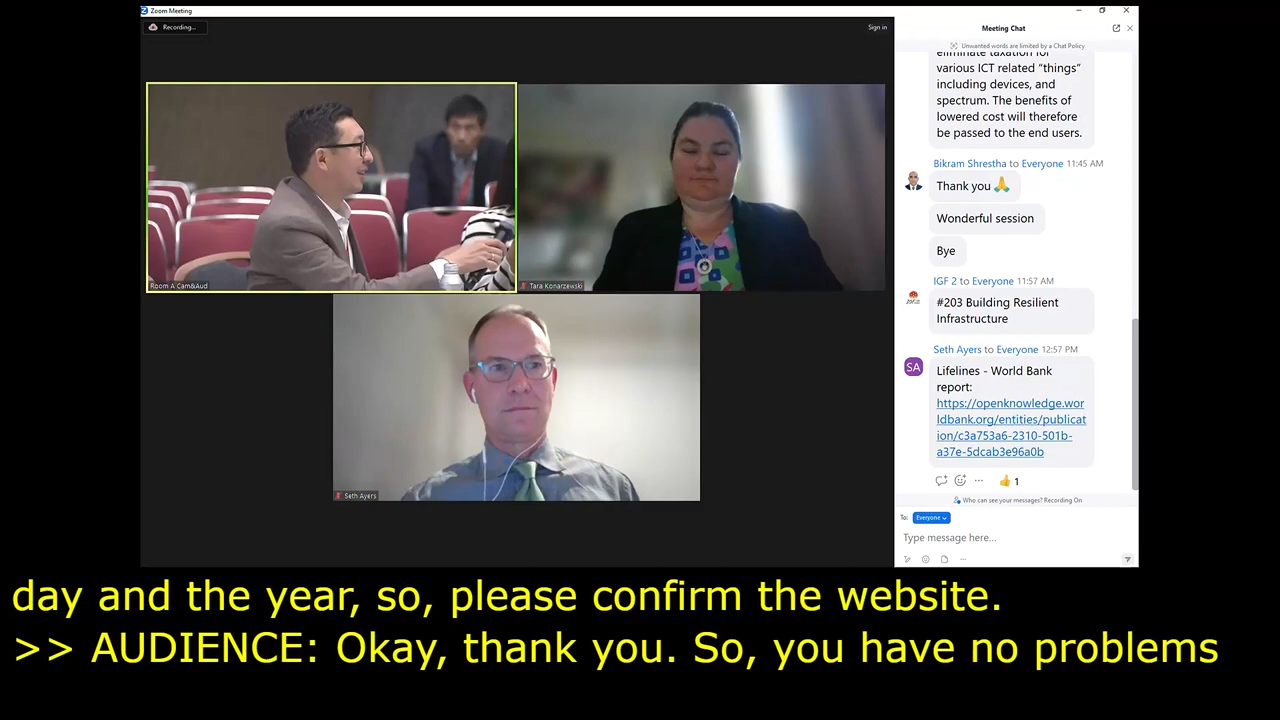 Zoom Meeting
Recording...
Sign in
Room A Cam&Aud
Tara Konarzewski
Seth Ayers
Meeting Chat
Unwanted words are limited by a Chat Policy
eliminate taxation for
various ICT related “things”
including devices, and
spectrum. The benefits of
lowered cost will therefore
be passed to the end users.
Bikram Shrestha to Everyone 11:45 AM
Thank you 🙏
Wonderful session
Bye
IGF 2 to Everyone 11:57 AM
#203 Building Resilient
Infrastructure
Seth Ayers to Everyone 12:57 PM
SA
Lifelines - World Bank
report:
https://openknowledge.wor
ldbank.org/entities/publicat
ion/c3a753a6-2310-501b-
a37e-5dcab3e96a0b
👍 1
Who can see your messages? Recording On
To: Everyone
Type message here...
day and the year, so, please confirm the website.
>> AUDIENCE: Okay, thank you. So, you have no problems